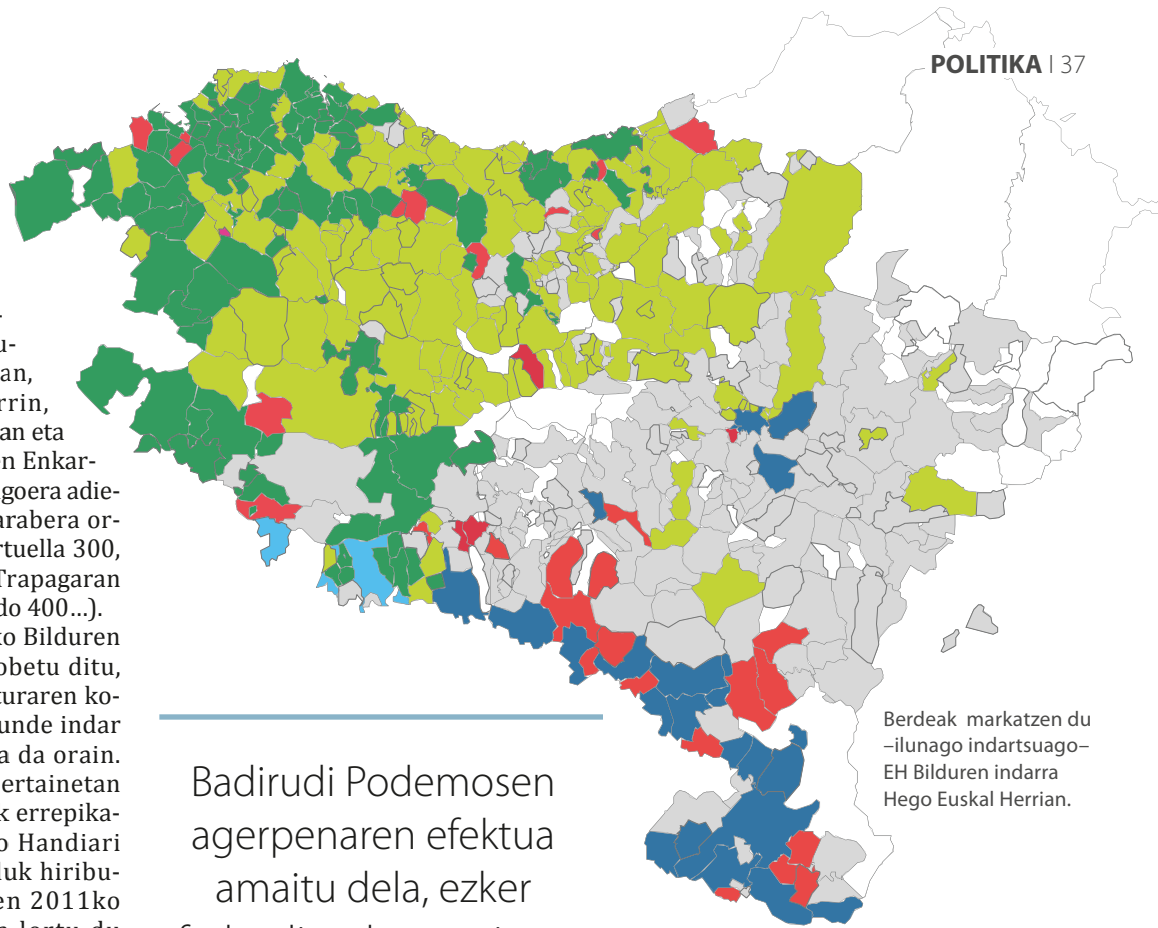 POLITIKA | 37
u-
an,
rrin,
an eta
en Enkar-
goera adie-
arabera or-
rtuella 300,
Trapagaran
do 400...).
ko Bilduren
obetu ditu,
turaren ko-
unde indar
a da orain.
ertainetan
k errepika-
o Handiari
luk hiribu-
en 2011ko
Badirudi Podemosen
agerpenaren efektua
amaitu dela, ezker
Berdeak markatzen du
–ilunago indartsuago–
EH Bilduren indarra
Hego Euskal Herrian.